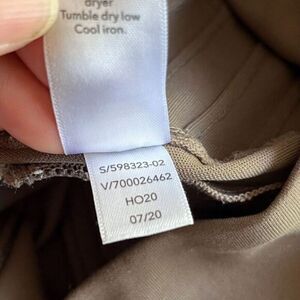 dryer
Tumble dry low
Cool iron.
S/598323-02
V/700026462
HO20
07/20